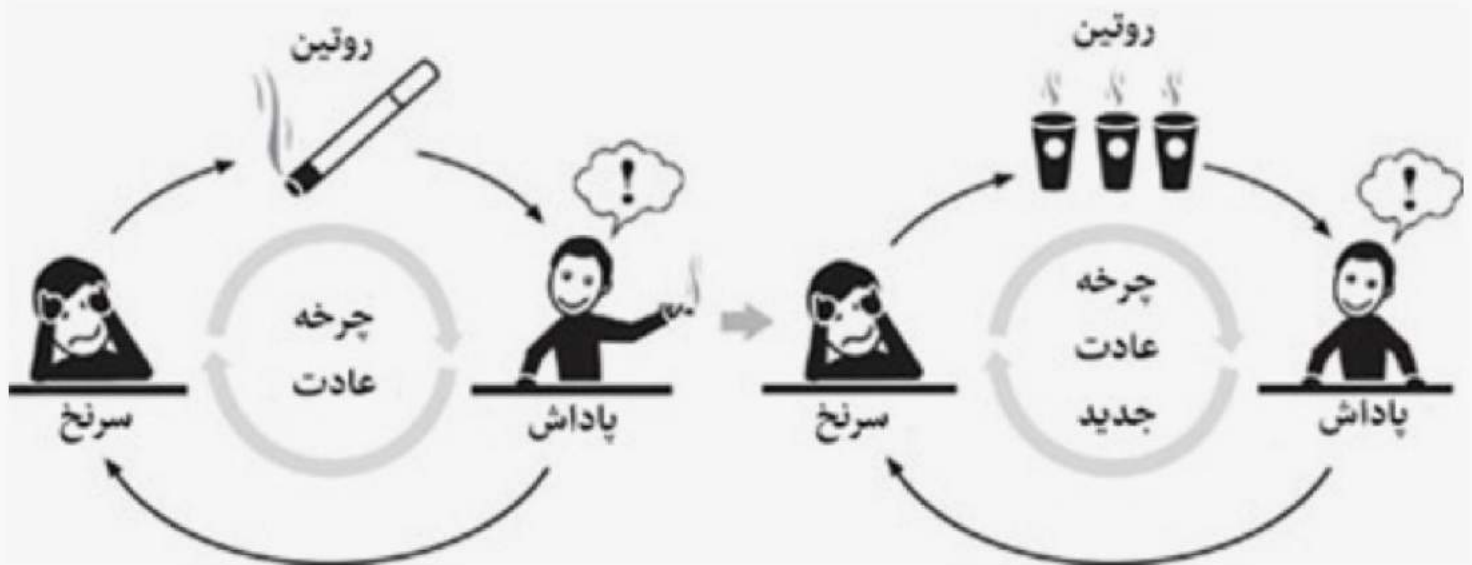 روتین
چرخه
عادت
سرنخ
پاداش
!
روتین
چرخه
عادت
جدید
سرنخ
پاداش
!